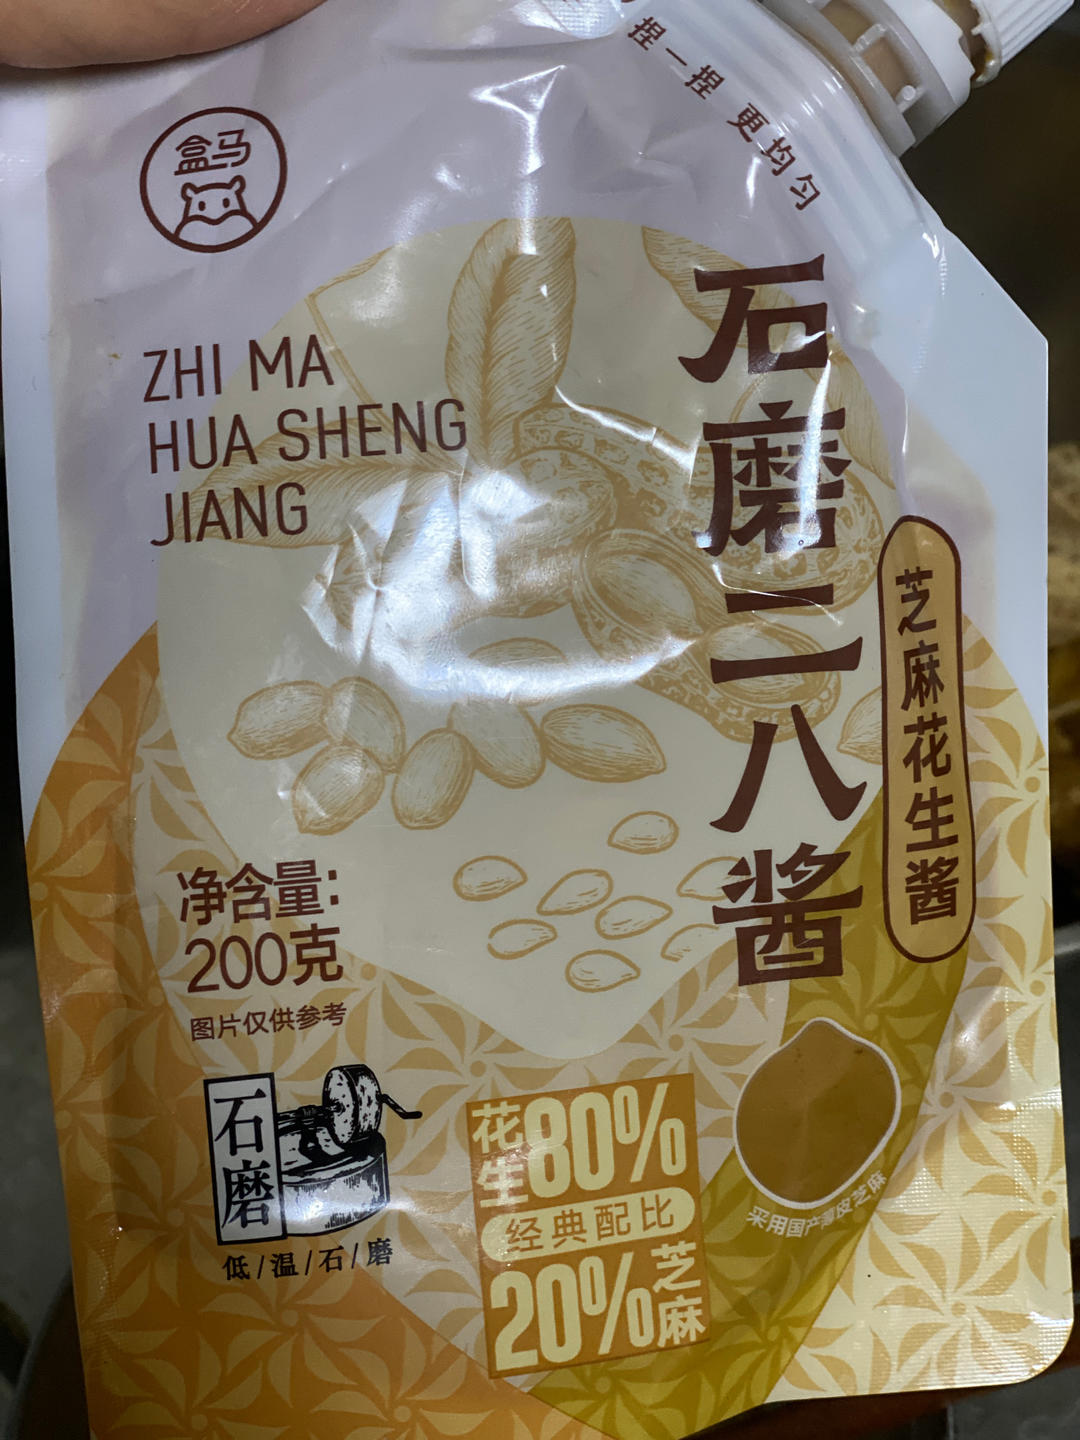 捏一捏 更均匀
盒马
ZHI MA
HUA SHENG
JIANG
石磨二八酱
芝麻花生酱
净含量:
200克
图片仅供参考
石磨
低/温/石/磨
花生80%
经典配比
20%芝麻
采用国产薄皮芝麻